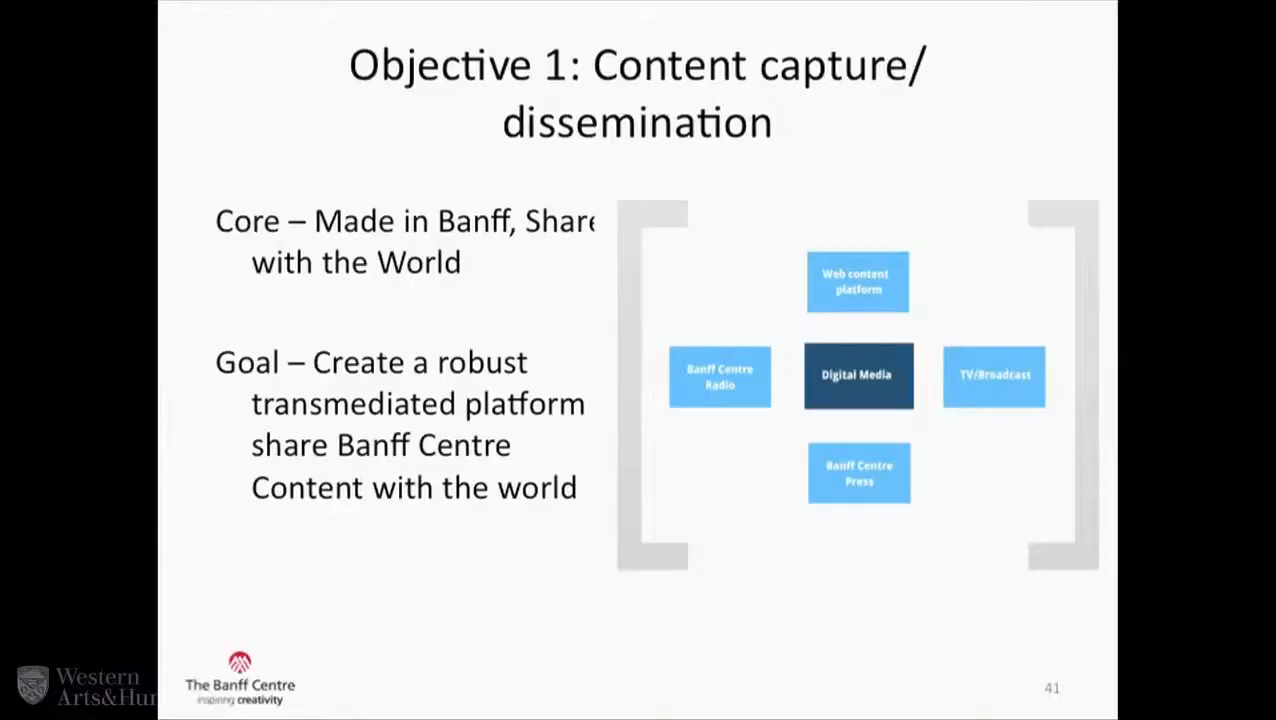 Objective 1: Content capture/
dissemination
Core – Made in Banff, Share
with the World
Goal – Create a robust
transmediated platform
share Banff Centre
Content with the world
Web content
platform
Banff Centre
Radio
Digital Media
TV/Broadcast
Banff Centre
Press
Western
Arts&Hu
The Banff Centre
inspiring creativity
41